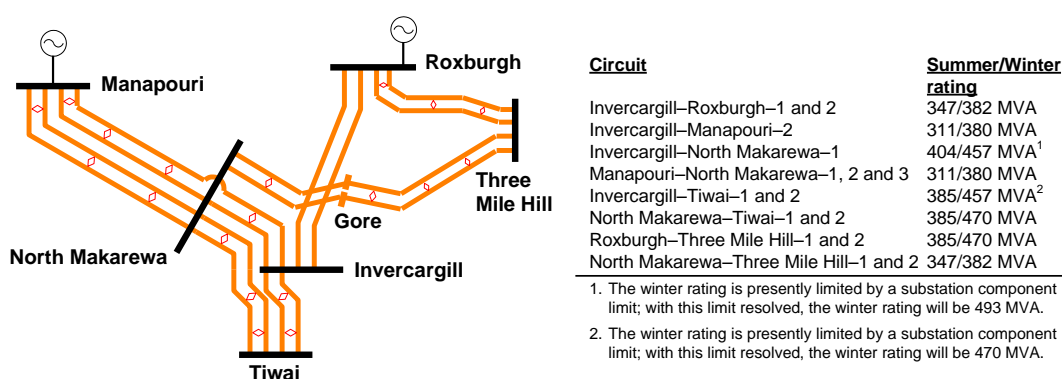 Manapouri
Roxburgh
Three
Mile Hill
Gore
North Makarewa
Invercargill
Tiwai
Circuit Summer/Winter
rating
Invercargill–Roxburgh–1 and 2 347/382 MVA
Invercargill–Manapouri–2 311/380 MVA
Invercargill–North Makarewa–1 404/457 MVA¹
Manapouri–North Makarewa–1, 2 and 3 311/380 MVA
Invercargill–Tiwai–1 and 2 385/457 MVA²
North Makarewa–Tiwai–1 and 2 385/470 MVA
Roxburgh–Three Mile Hill–1 and 2 385/470 MVA
North Makarewa–Three Mile Hill–1 and 2 347/382 MVA
1. The winter rating is presently limited by a substation component
limit; with this limit resolved, the winter rating will be 493 MVA.
2. The winter rating is presently limited by a substation component
limit; with this limit resolved, the winter rating will be 470 MVA.